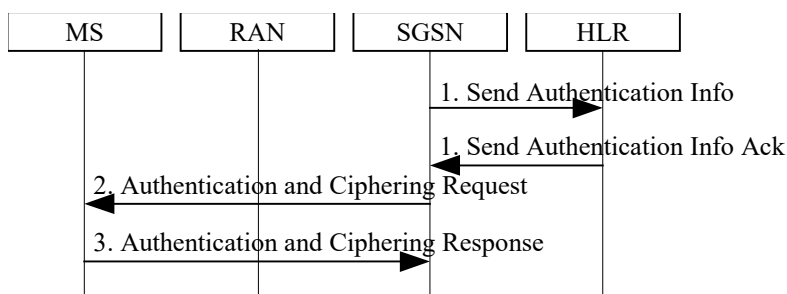 MS RAN SGSN HLR
1. Send Authentication Info
1. Send Authentication Info Ack
2. Authentication and Ciphering Request
3. Authentication and Ciphering Response